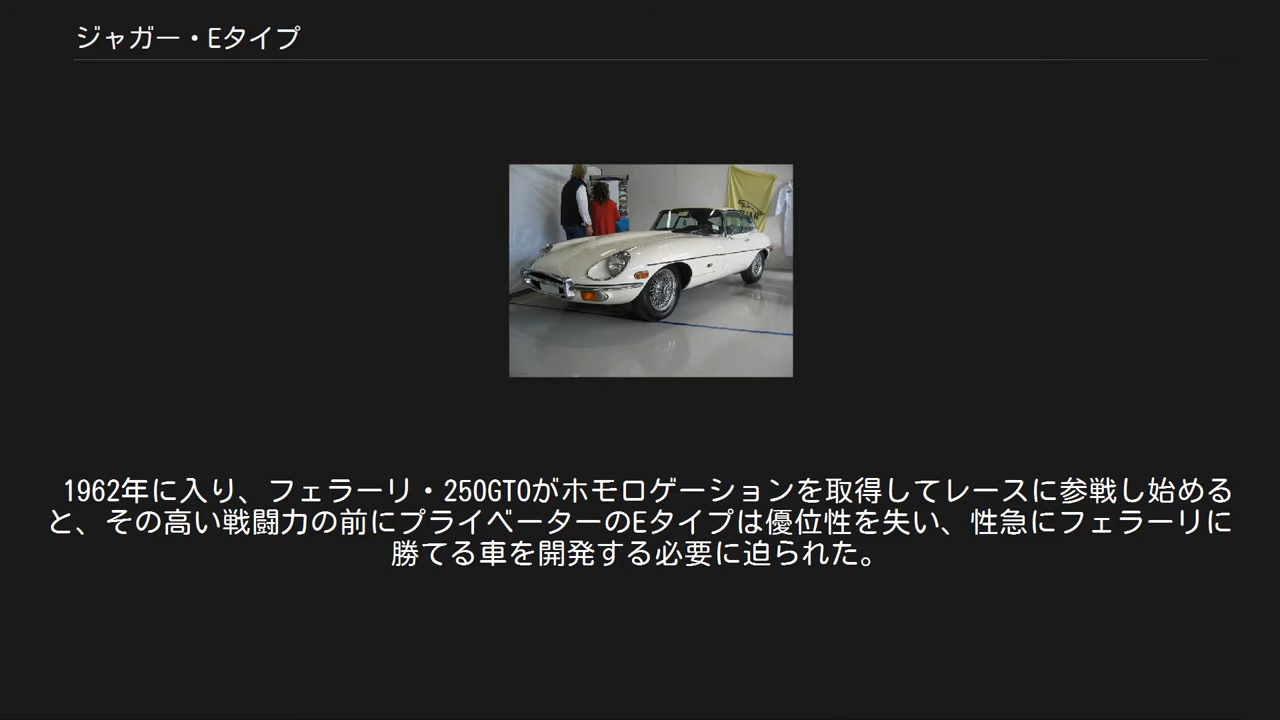 ジャガー・Eタイプ
1962年に入り、フェラーリ・250GTOがホモロゲーションを取得してレースに参戦し始める
と、その高い戦闘力の前にプライベーターのEタイプは優位性を失い、性急にフェラーリに
勝てる車を開発する必要に迫られた。